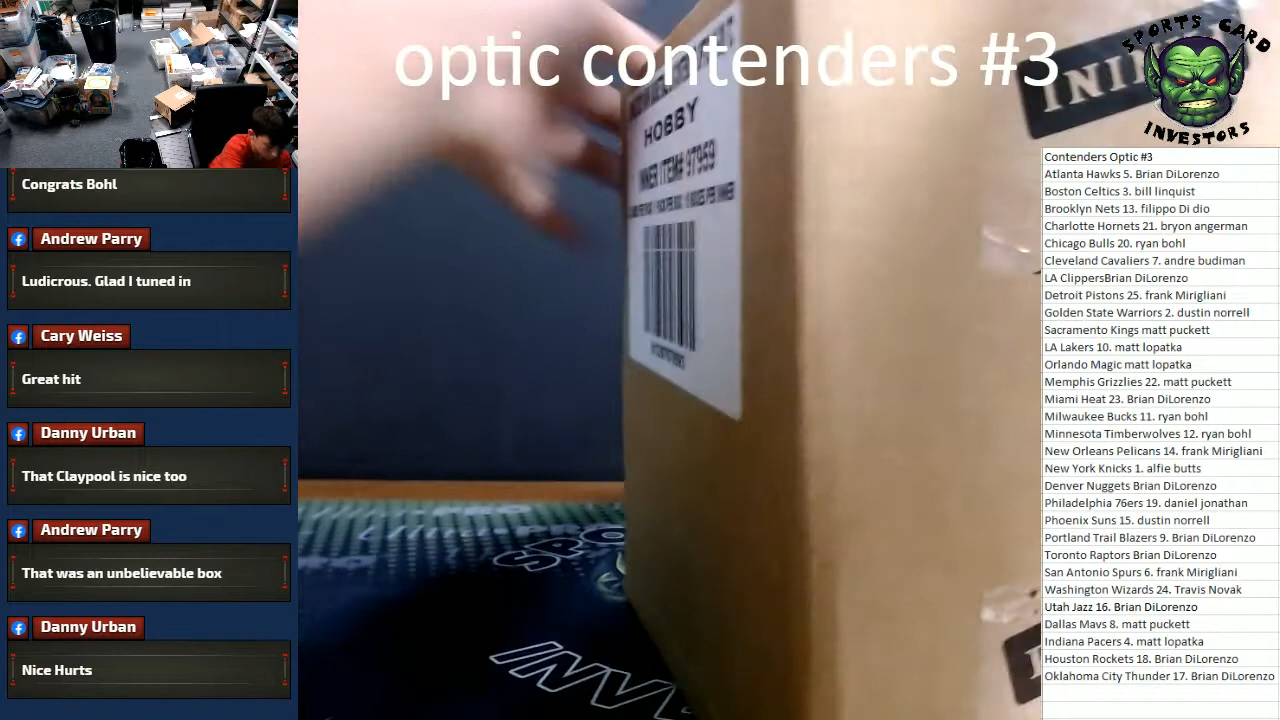 optic contenders #3
SPORTS CARD
INVESTORS
HOBBY
INNER ITEM# 97959
Congrats Bohl
Andrew Parry
Ludicrous. Glad I tuned in
Cary Weiss
Great hit
Danny Urban
That Claypool is nice too
Andrew Parry
That was an unbelievable box
Danny Urban
Nice Hurts
Contenders Optic #3
Atlanta Hawks 5. Brian DiLorenzo
Boston Celtics 3. bill linquist
Brooklyn Nets 13. filippo Di dio
Charlotte Hornets 21. bryon angerman
Chicago Bulls 20. ryan bohl
Cleveland Cavaliers 7. andre budiman
LA ClippersBrian DiLorenzo
Detroit Pistons 25. frank Mirigliani
Golden State Warriors 2. dustin norrell
Sacramento Kings matt puckett
LA Lakers 10. matt lopatka
Orlando Magic matt lopatka
Memphis Grizzlies 22. matt puckett
Miami Heat 23. Brian DiLorenzo
Milwaukee Bucks 11. ryan bohl
Minnesota Timberwolves 12. ryan bohl
New Orleans Pelicans 14. frank Mirigliani
New York Knicks 1. alfie butts
Denver Nuggets Brian DiLorenzo
Philadelphia 76ers 19. daniel jonathan
Phoenix Suns 15. dustin norrell
Portland Trail Blazers 9. Brian DiLorenzo
Toronto Raptors Brian DiLorenzo
San Antonio Spurs 6. frank Mirigliani
Washington Wizards 24. Travis Novak
Utah Jazz 16. Brian DiLorenzo
Dallas Mavs 8. matt puckett
Indiana Pacers 4. matt lopatka
Houston Rockets 18. Brian DiLorenzo
Oklahoma City Thunder 17. Brian DiLorenzo
SPO
INV